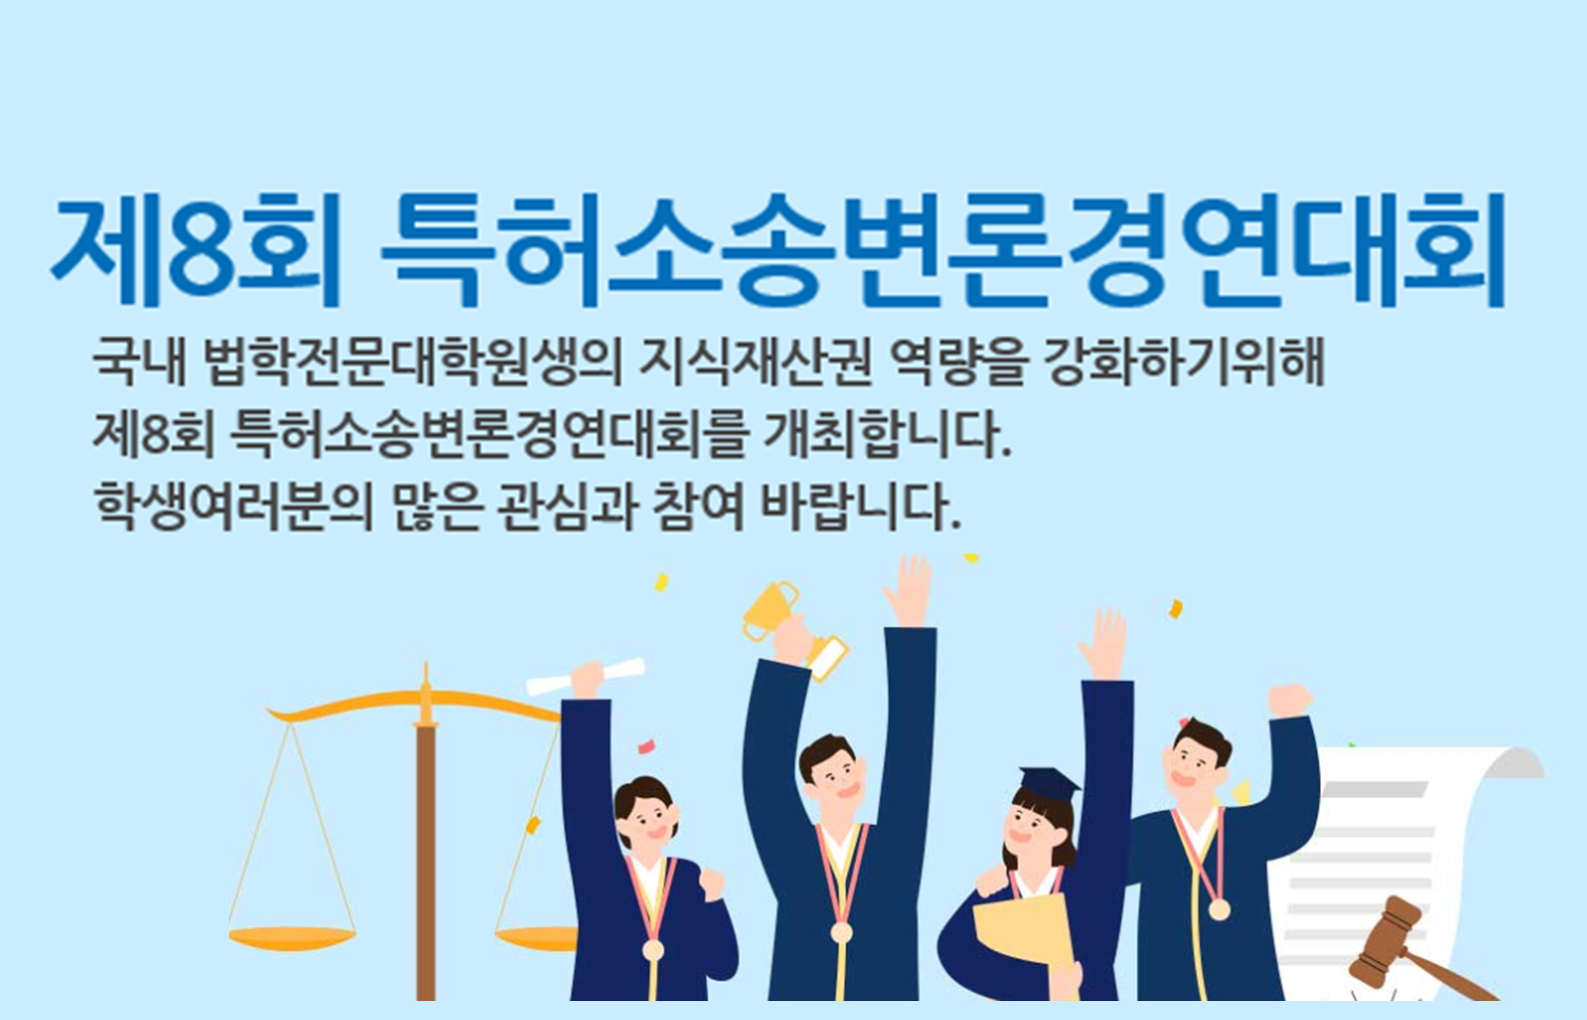 제8회 특허소송변론경연대회
국내 법학전문대학원생의 지식재산권 역량을 강화하기위해
제8회 특허소송변론경연대회를 개최합니다.
학생여러분의 많은 관심과 참여 바랍니다.